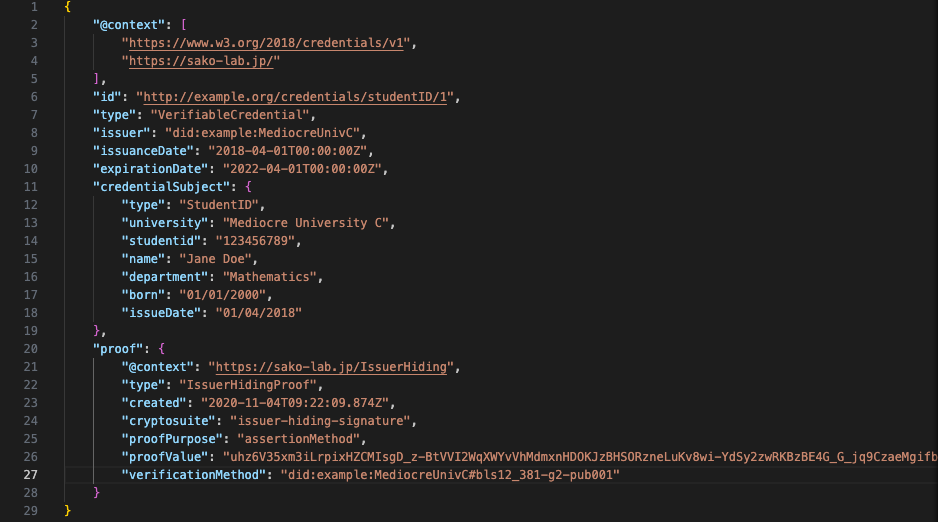 1 {
2 "@context": [
3 "https://www.w3.org/2018/credentials/v1",
4 "https://sako-lab.jp/"
5 ],
6 "id": "http://example.org/credentials/studentID/1",
7 "type": "VerifiableCredential",
8 "issuer": "did:example:MediocreUnivC",
9 "issuanceDate": "2018-04-01T00:00:00Z",
10 "expirationDate": "2022-04-01T00:00:00Z",
11 "credentialSubject": {
12 "type": "StudentID",
13 "university": "Mediocre University C",
14 "studentid": "123456789",
15 "name": "Jane Doe",
16 "department": "Mathematics",
17 "born": "01/01/2000",
18 "issueDate": "01/04/2018"
19 },
20 "proof": {
21 "@context": "https://sako-lab.jp/IssuerHiding",
22 "type": "IssuerHidingProof",
23 "created": "2020-11-04T09:22:09.874Z",
24 "cryptosuite": "issuer-hiding-signature",
25 "proofPurpose": "assertionMethod",
26 "proofValue": "uhz6V35xm3iLrpixHZCMIsgD_z-BtVVI2WqXWYvVhMdmxnHDOKJzBHSORzneLuKv8wi-YdSy2zwRKBzBE4G_G_jq9CzaeMgifb
27 "verificationMethod": "did:example:MediocreUnivC#bls12_381-g2-pub001"
28 }
29 }